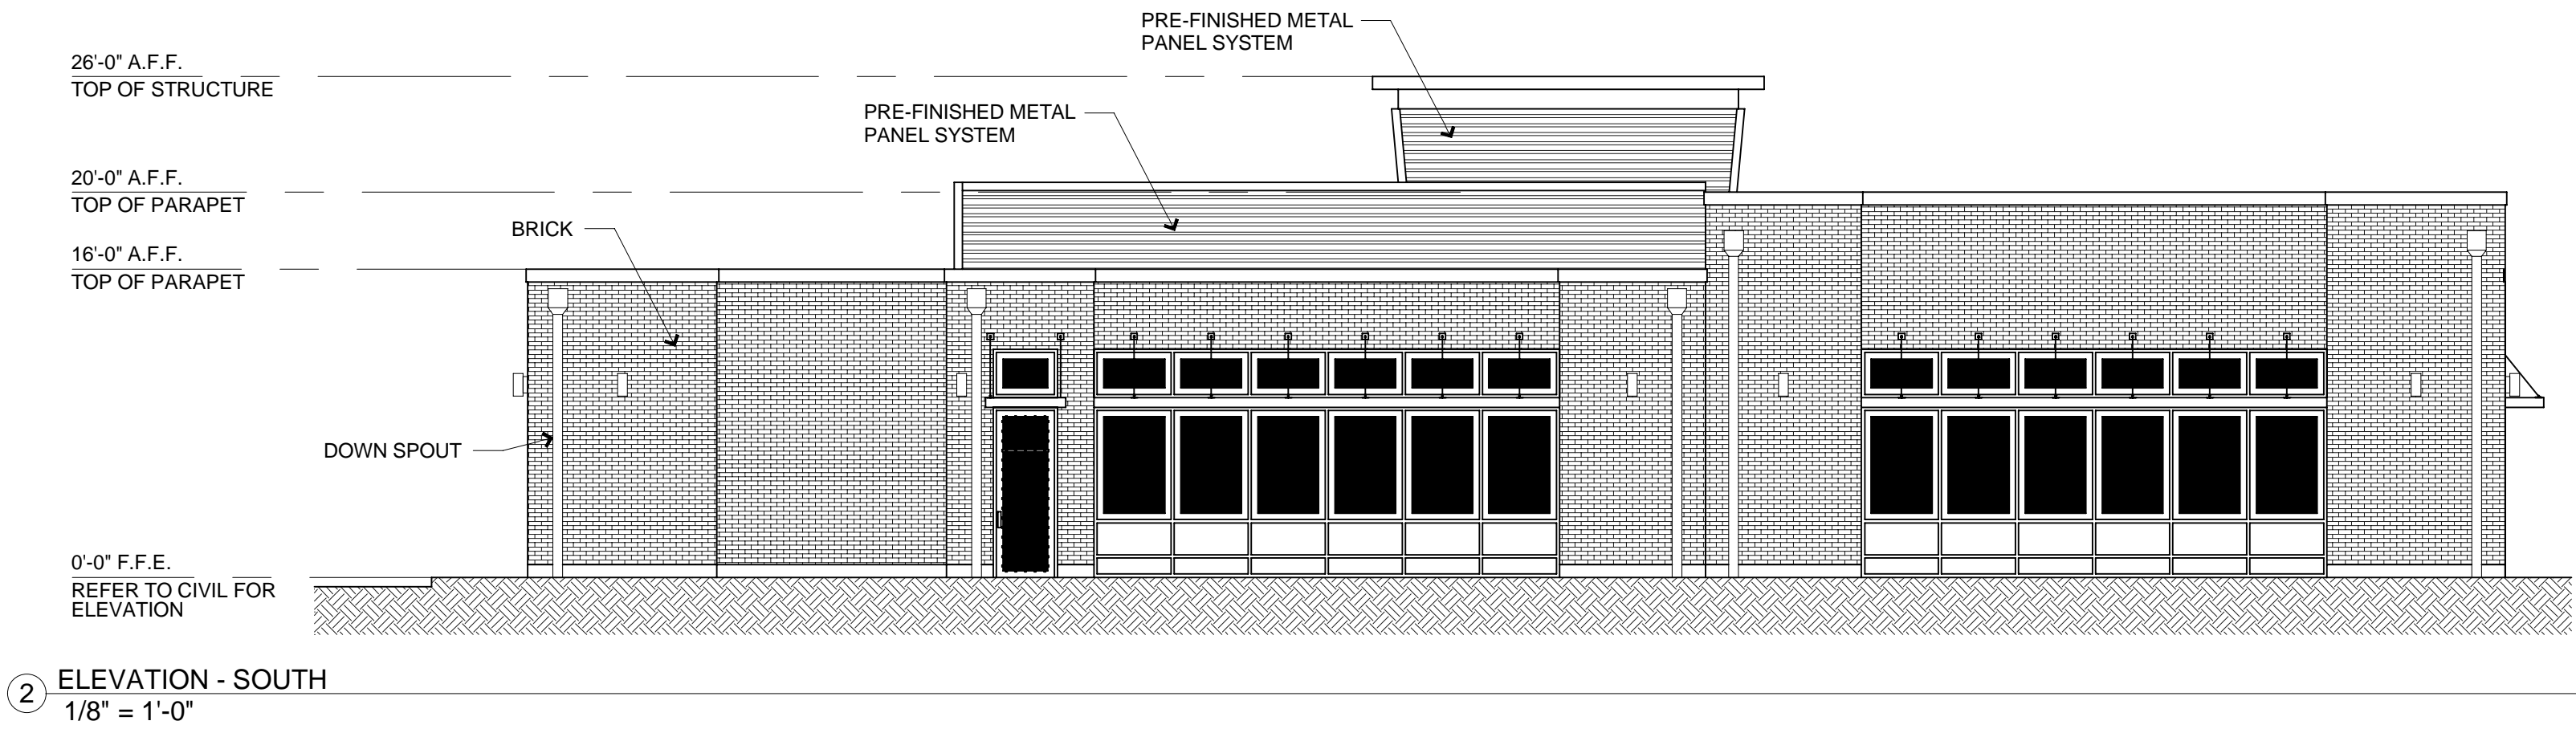 PRE-FINISHED METAL
PANEL SYSTEM
26'-0" A.F.F.
TOP OF STRUCTURE
PRE-FINISHED METAL
PANEL SYSTEM
20'-0" A.F.F.
TOP OF PARAPET
BRICK
16'-0" A.F.F.
TOP OF PARAPET
DOWN SPOUT
0'-0" F.F.E.
REFER TO CIVIL FOR
ELEVATION
2 ELEVATION - SOUTH
1/8" = 1'-0"